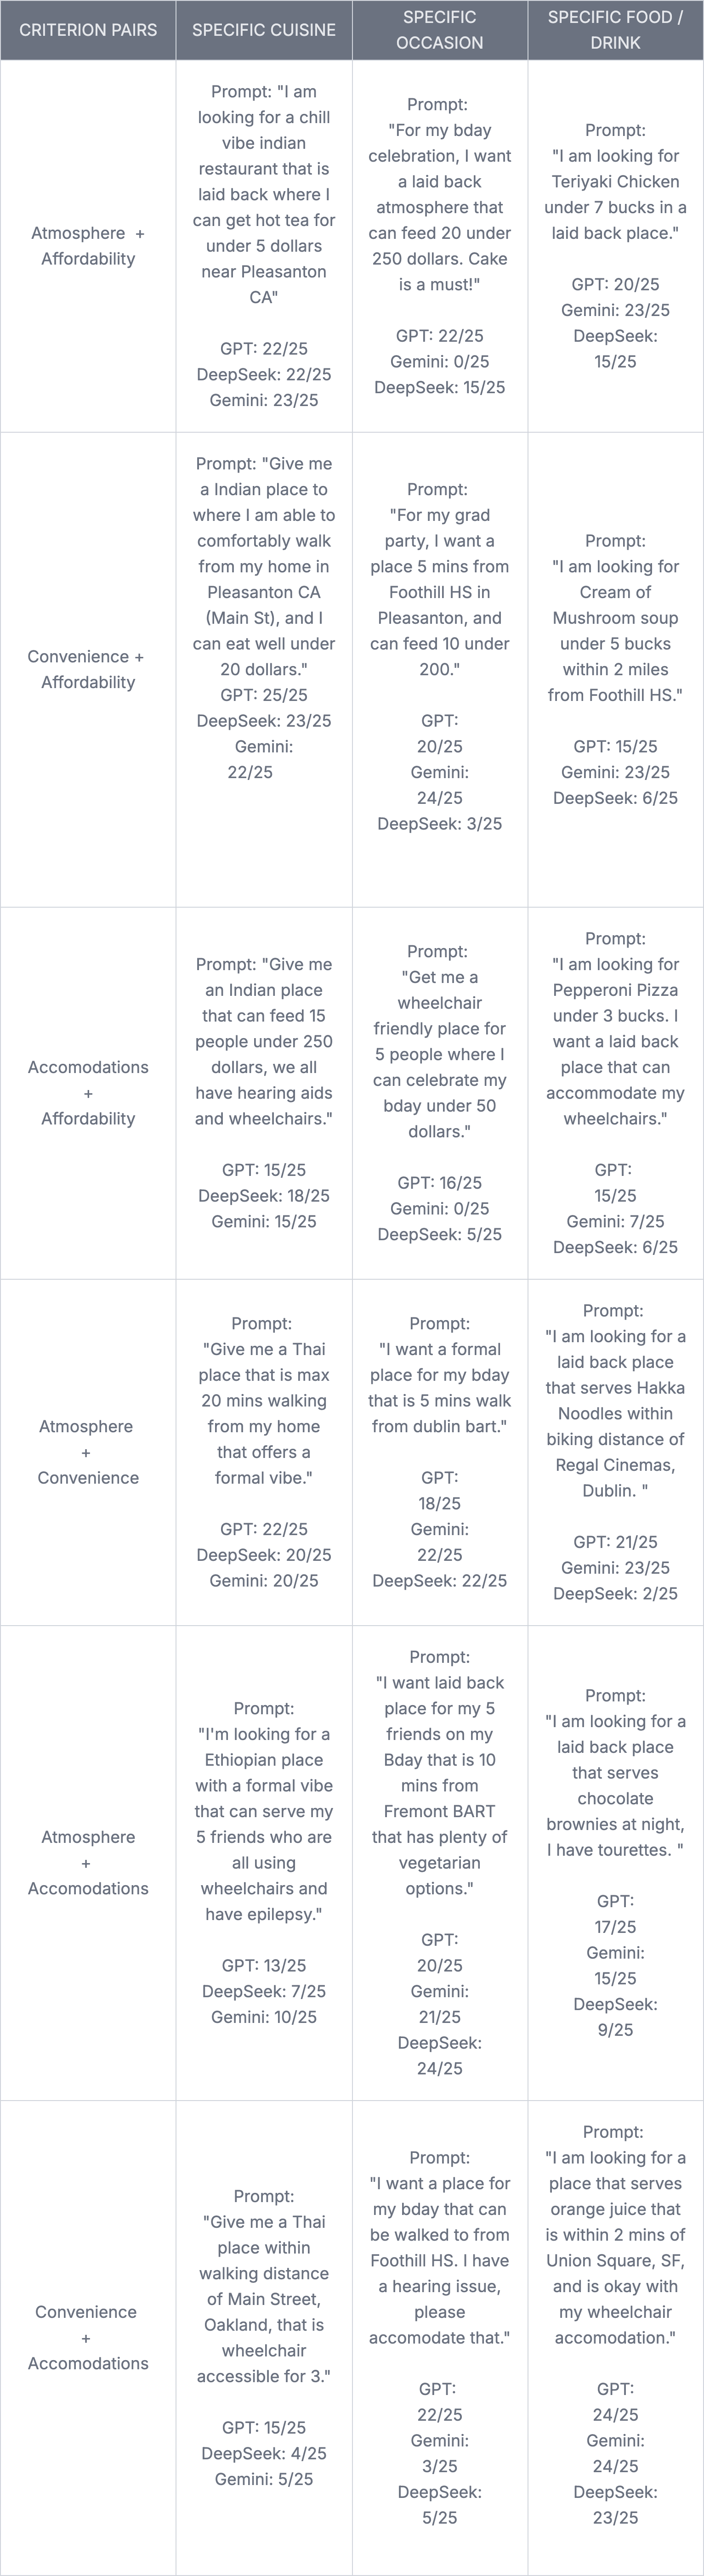 CRITERION PAIRS
SPECIFIC CUISINE
SPECIFIC
OCCASION
SPECIFIC FOOD /
DRINK
Atmosphere +
Affordability
Prompt: "I am
looking for a chill
vibe indian
restaurant that is
laid back where I
can get hot tea for
under 5 dollars
near Pleasanton
CA"
GPT: 22/25
DeepSeek: 22/25
Gemini: 23/25
Prompt:
"For my bday
celebration, I want
a laid back
atmosphere that
can feed 20 under
250 dollars. Cake
is a must!"
GPT: 22/25
Gemini: 0/25
DeepSeek: 15/25
Prompt:
"I am looking for
Teriyaki Chicken
under 7 bucks in a
laid back place."
GPT: 20/25
Gemini: 23/25
DeepSeek:
15/25
Convenience +
Affordability
Prompt: "Give me
a Indian place to
where I am able to
comfortably walk
from my home in
Pleasanton CA
(Main St), and I
can eat well under
20 dollars."
GPT: 25/25
DeepSeek: 23/25
Gemini:
22/25
Prompt:
"For my grad
party, I want a
place 5 mins from
Foothill HS in
Pleasanton, and
can feed 10 under
200."
GPT:
20/25
Gemini:
24/25
DeepSeek: 3/25
Prompt:
"I am looking for
Cream of
Mushroom soup
under 5 bucks
within 2 miles
from Foothill HS."
GPT: 15/25
Gemini: 23/25
DeepSeek: 6/25
Accomodations
+
Affordability
Prompt: "Give me
an Indian place
that can feed 15
people under 250
dollars, we all
have hearing aids
and wheelchairs."
GPT: 15/25
DeepSeek: 18/25
Gemini: 15/25
Prompt:
"Get me a
wheelchair
friendly place for
5 people where I
can celebrate my
bday under 50
dollars."
GPT: 16/25
Gemini: 0/25
DeepSeek: 5/25
Prompt:
"I am looking for
Pepperoni Pizza
under 3 bucks. I
want a laid back
place that can
accommodate my
wheelchairs."
GPT:
15/25
Gemini: 7/25
DeepSeek: 6/25
Atmosphere
+
Convenience
Prompt:
"Give me a Thai
place that is max
20 mins walking
from my home
that offers a
formal vibe."
GPT: 22/25
DeepSeek: 20/25
Gemini: 20/25
Prompt:
"I want a formal
place for my bday
that is 5 mins walk
from dublin bart."
GPT:
18/25
Gemini:
22/25
DeepSeek: 22/25
Prompt:
"I am looking for a
laid back place
that serves Hakka
Noodles within
biking distance of
Regal Cinemas,
Dublin. "
GPT: 21/25
Gemini: 23/25
DeepSeek: 2/25
Atmosphere
+
Accomodations
Prompt:
"I'm looking for a
Ethiopian place
with a formal vibe
that can serve my
5 friends who are
all using
wheelchairs and
have epilepsy."
GPT: 13/25
DeepSeek: 7/25
Gemini: 10/25
Prompt:
"I want laid back
place for my 5
friends on my
Bday that is 10
mins from
Fremont BART
that has plenty of
vegetarian
options."
GPT:
20/25
Gemini:
21/25
DeepSeek:
24/25
Prompt:
"I am looking for a
laid back place
that serves
chocolate
brownies at night,
I have tourettes. "
GPT:
17/25
Gemini:
15/25
DeepSeek:
9/25
Convenience
+
Accomodations
Prompt:
"Give me a Thai
place within
walking distance
of Main Street,
Oakland, that is
wheelchair
accessible for 3."
GPT: 15/25
DeepSeek: 4/25
Gemini: 5/25
Prompt:
"I want a place for
my bday that can
be walked to from
Foothill HS. I have
a hearing issue,
please
accomodate that."
GPT:
22/25
Gemini:
3/25
DeepSeek:
5/25
Prompt:
"I am looking for a
place that serves
orange juice that
is within 2 mins of
Union Square, SF,
and is okay with
my wheelchair
accomodation."
GPT:
24/25
Gemini:
24/25
DeepSeek:
23/25